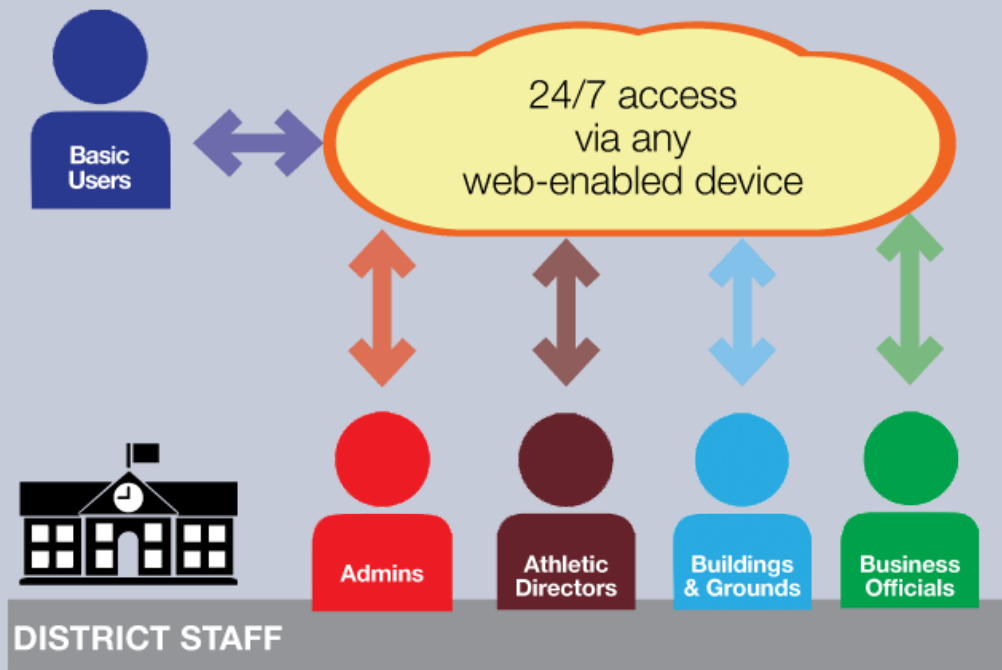 Basic
Users
24/7 access
via any
web-enabled device
Admins
Athletic
Directors
Buildings
& Grounds
Business
Officials
DISTRICT STAFF